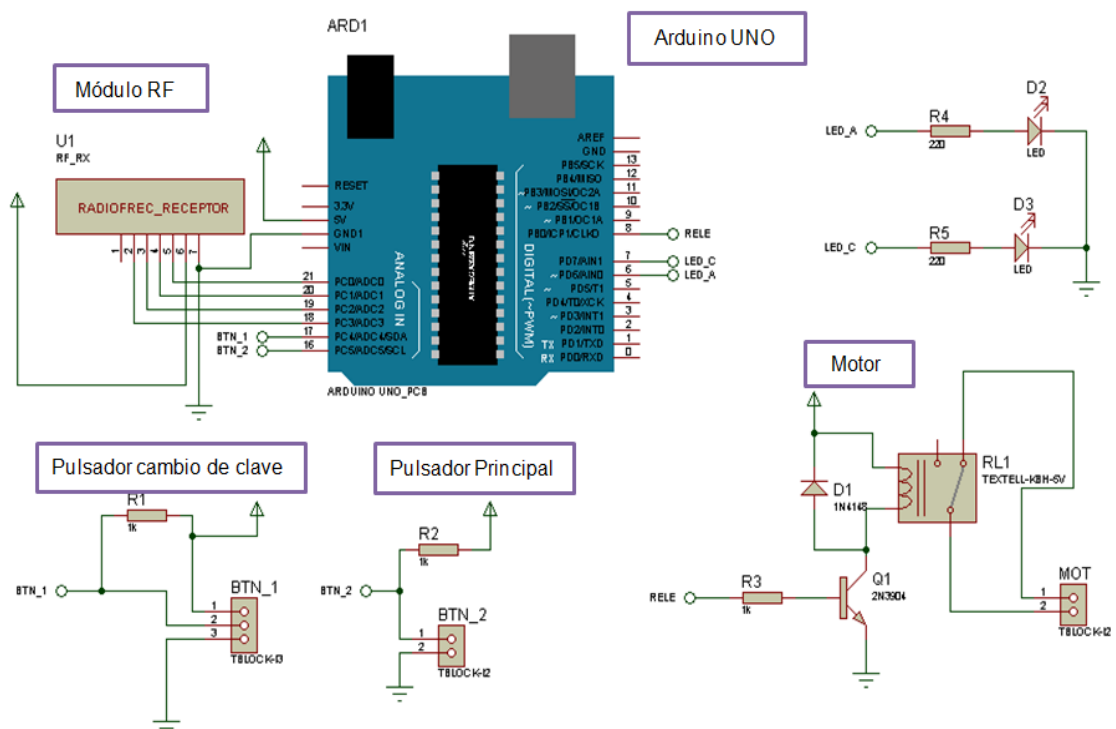 ARD1
Arduino UNO
Módulo RF
U1
RF_RX
RADIOFREC_RECEPTOR
1
2
3
4
5
6
7
RESET
3.3V
5V
GND1
VIN
ANALOG IN
21 PC0/ADC0
20 PC1/ADC1
19 PC2/ADC2
18 PC3/ADC3
BTN_1 17 PC4/ADC4/SDA
BTN_2 16 PC5/ADC5/SCL
AREF
GND
PB5/SCK 13
PB4/MISO 12
~PB3/MOSI/OC2A 11
~ PB2/SS/OC1B 10
~ PB1/OC1A 9
PB0/ICP1/CLKO 8 RELE
DIGITAL (~PWM)
PD7/AIN1 7 LED_C
~ PD6/AIN0 6 LED_A
~ PD5/T1 5
PD4/T0/XCK 4
~ PD3/INT1 3
PD2/INT0 2
TX PD1/TXD 1
RX PD0/RXD 0
ARDUINO UNO_PCB
D2
R4
LED_A
220
LED
D3
R5
LED_C
220
LED
Motor
RL1
TEXTELL-KBH-5V
D1
1N4148
Q1
2N3904
R3
RELE
1k
MOT
1
2
TBLOCK-I2
Pulsador cambio de clave
R1
1k
BTN_1
BTN_1
1
2
3
TBLOCK-I3
Pulsador Principal
R2
1k
BTN_2
BTN_2
1
2
TBLOCK-I2